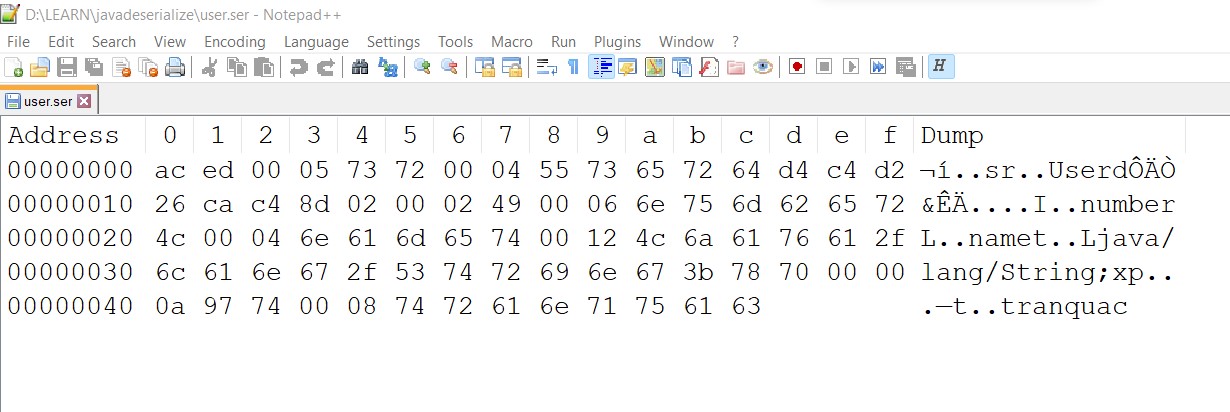 D:\LEARN\javadeserialize\user.ser - Notepad++
File Edit Search View Encoding Language Settings Tools Macro Run Plugins Window ?
user.ser
Address 0 1 2 3 4 5 6 7 8 9 a b c d e f Dump
00000000 ac ed 00 05 73 72 00 04 55 73 65 72 64 d4 c4 d2 ¬í..sr..UserdÔÄÒ
00000010 26 ca c4 8d 02 00 02 49 00 06 6e 75 6d 62 65 72 &ÊÄ....I..number
00000020 4c 00 04 6e 61 6d 65 74 00 12 4c 6a 61 76 61 2f L..namet..Ljava/
00000030 6c 61 6e 67 2f 53 74 72 69 6e 67 3b 78 70 00 00 lang/String;xp..
00000040 0a 97 74 00 08 74 72 61 6e 71 75 61 63 .—t..tranquac